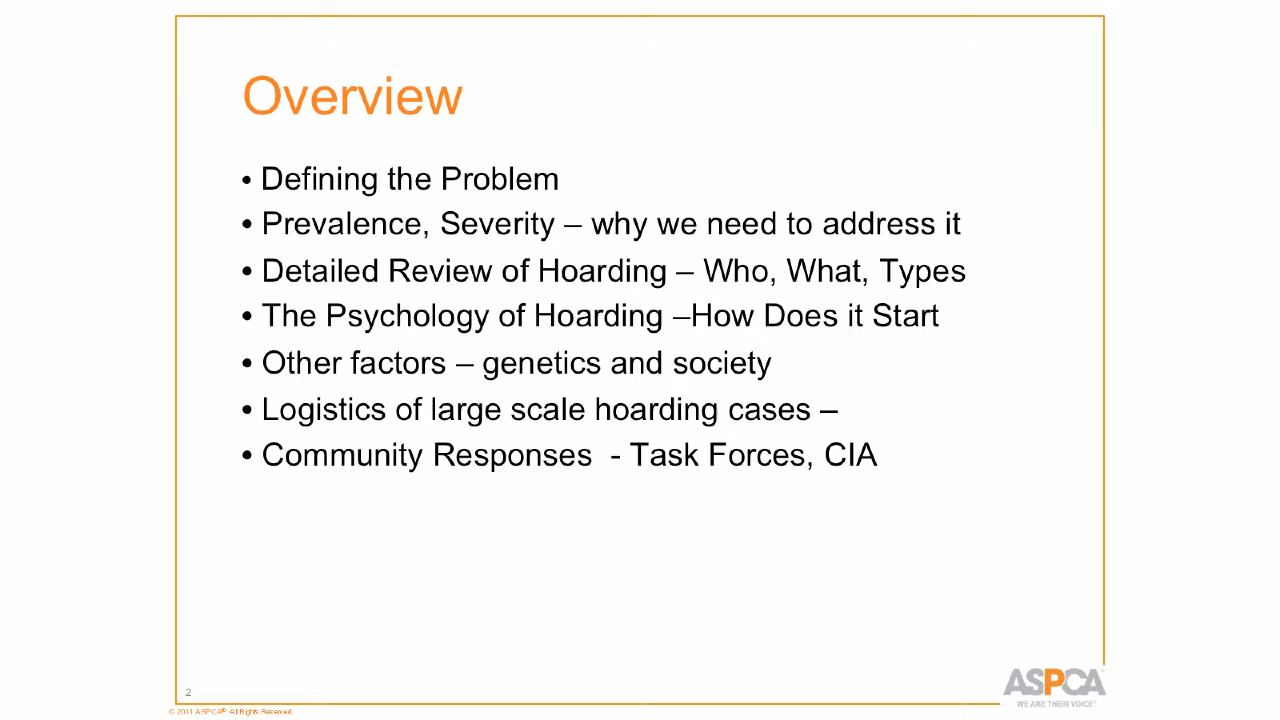 Overview
• Defining the Problem
• Prevalence, Severity – why we need to address it
• Detailed Review of Hoarding – Who, What, Types
• The Psychology of Hoarding –How Does it Start
• Other factors – genetics and society
• Logistics of large scale hoarding cases –
• Community Responses  - Task Forces, CIA
2
© 2011 ASPCA® All Rights Reserved.
ASPCA
WE ARE THEIR VOICE™